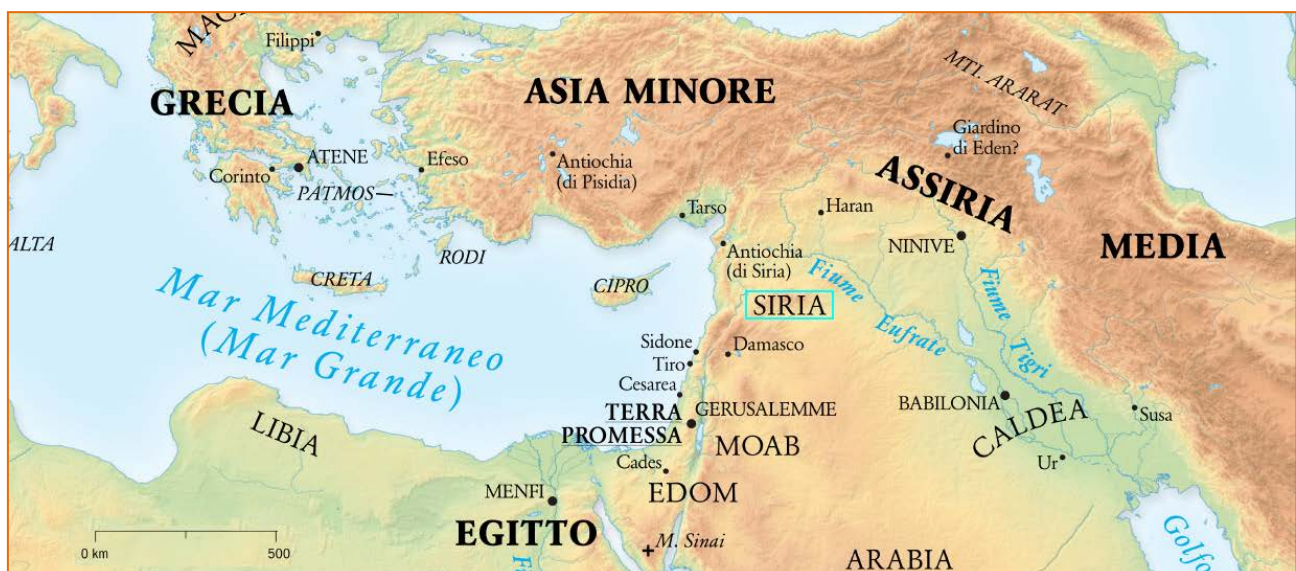 MAC
Filippi
GRECIA
ASIA MINORE
MTI. ARARAT
Giardino
di Eden?
ATENE
Corinto
PATMOS
Efeso
Antiochia
(di Pisidia)
ASSIRIA
Tarso
Haran
NINIVE
MEDIA
ALTA
RODI
CRETA
CIPRO
Antiochia
(di Siria)
Fiume
Eufrate
Fiume
Tigri
SIRIA
Mar Mediterraneo
(Mar Grande)
Sidone
Tiro
Damasco
Cesarea
TERRA
PROMESSA
GERUSALEMME
MOAB
BABILONIA
CALDEA
Susa
Ur
LIBIA
Cades
EDOM
MENFI
EGITTO
M. Sinai
ARABIA
Golfo
0 km 500